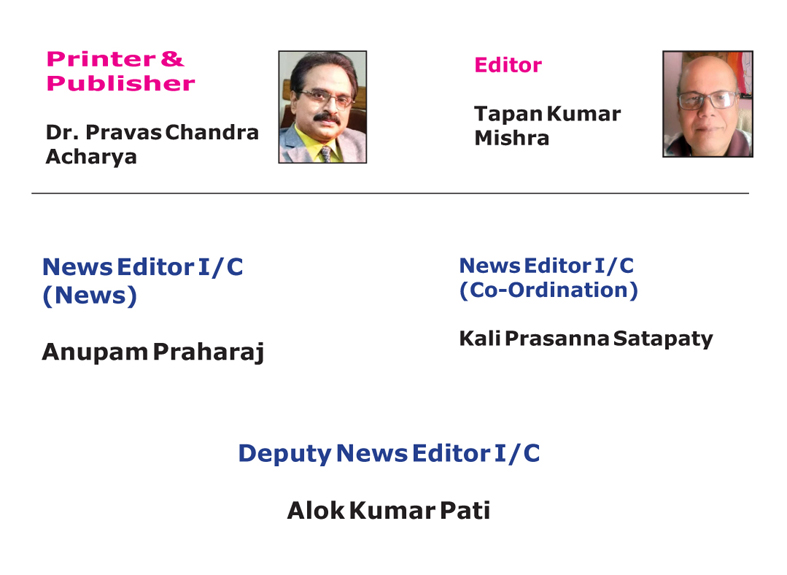 Printer &
Publisher
Dr. Pravas Chandra
Acharya
Editor
Tapan Kumar
Mishra
News Editor I/C
(News)
Anupam Praharaj
News Editor I/C
(Co-Ordination)
Kali Prasanna Satapaty
Deputy News Editor I/C
Alok Kumar Pati